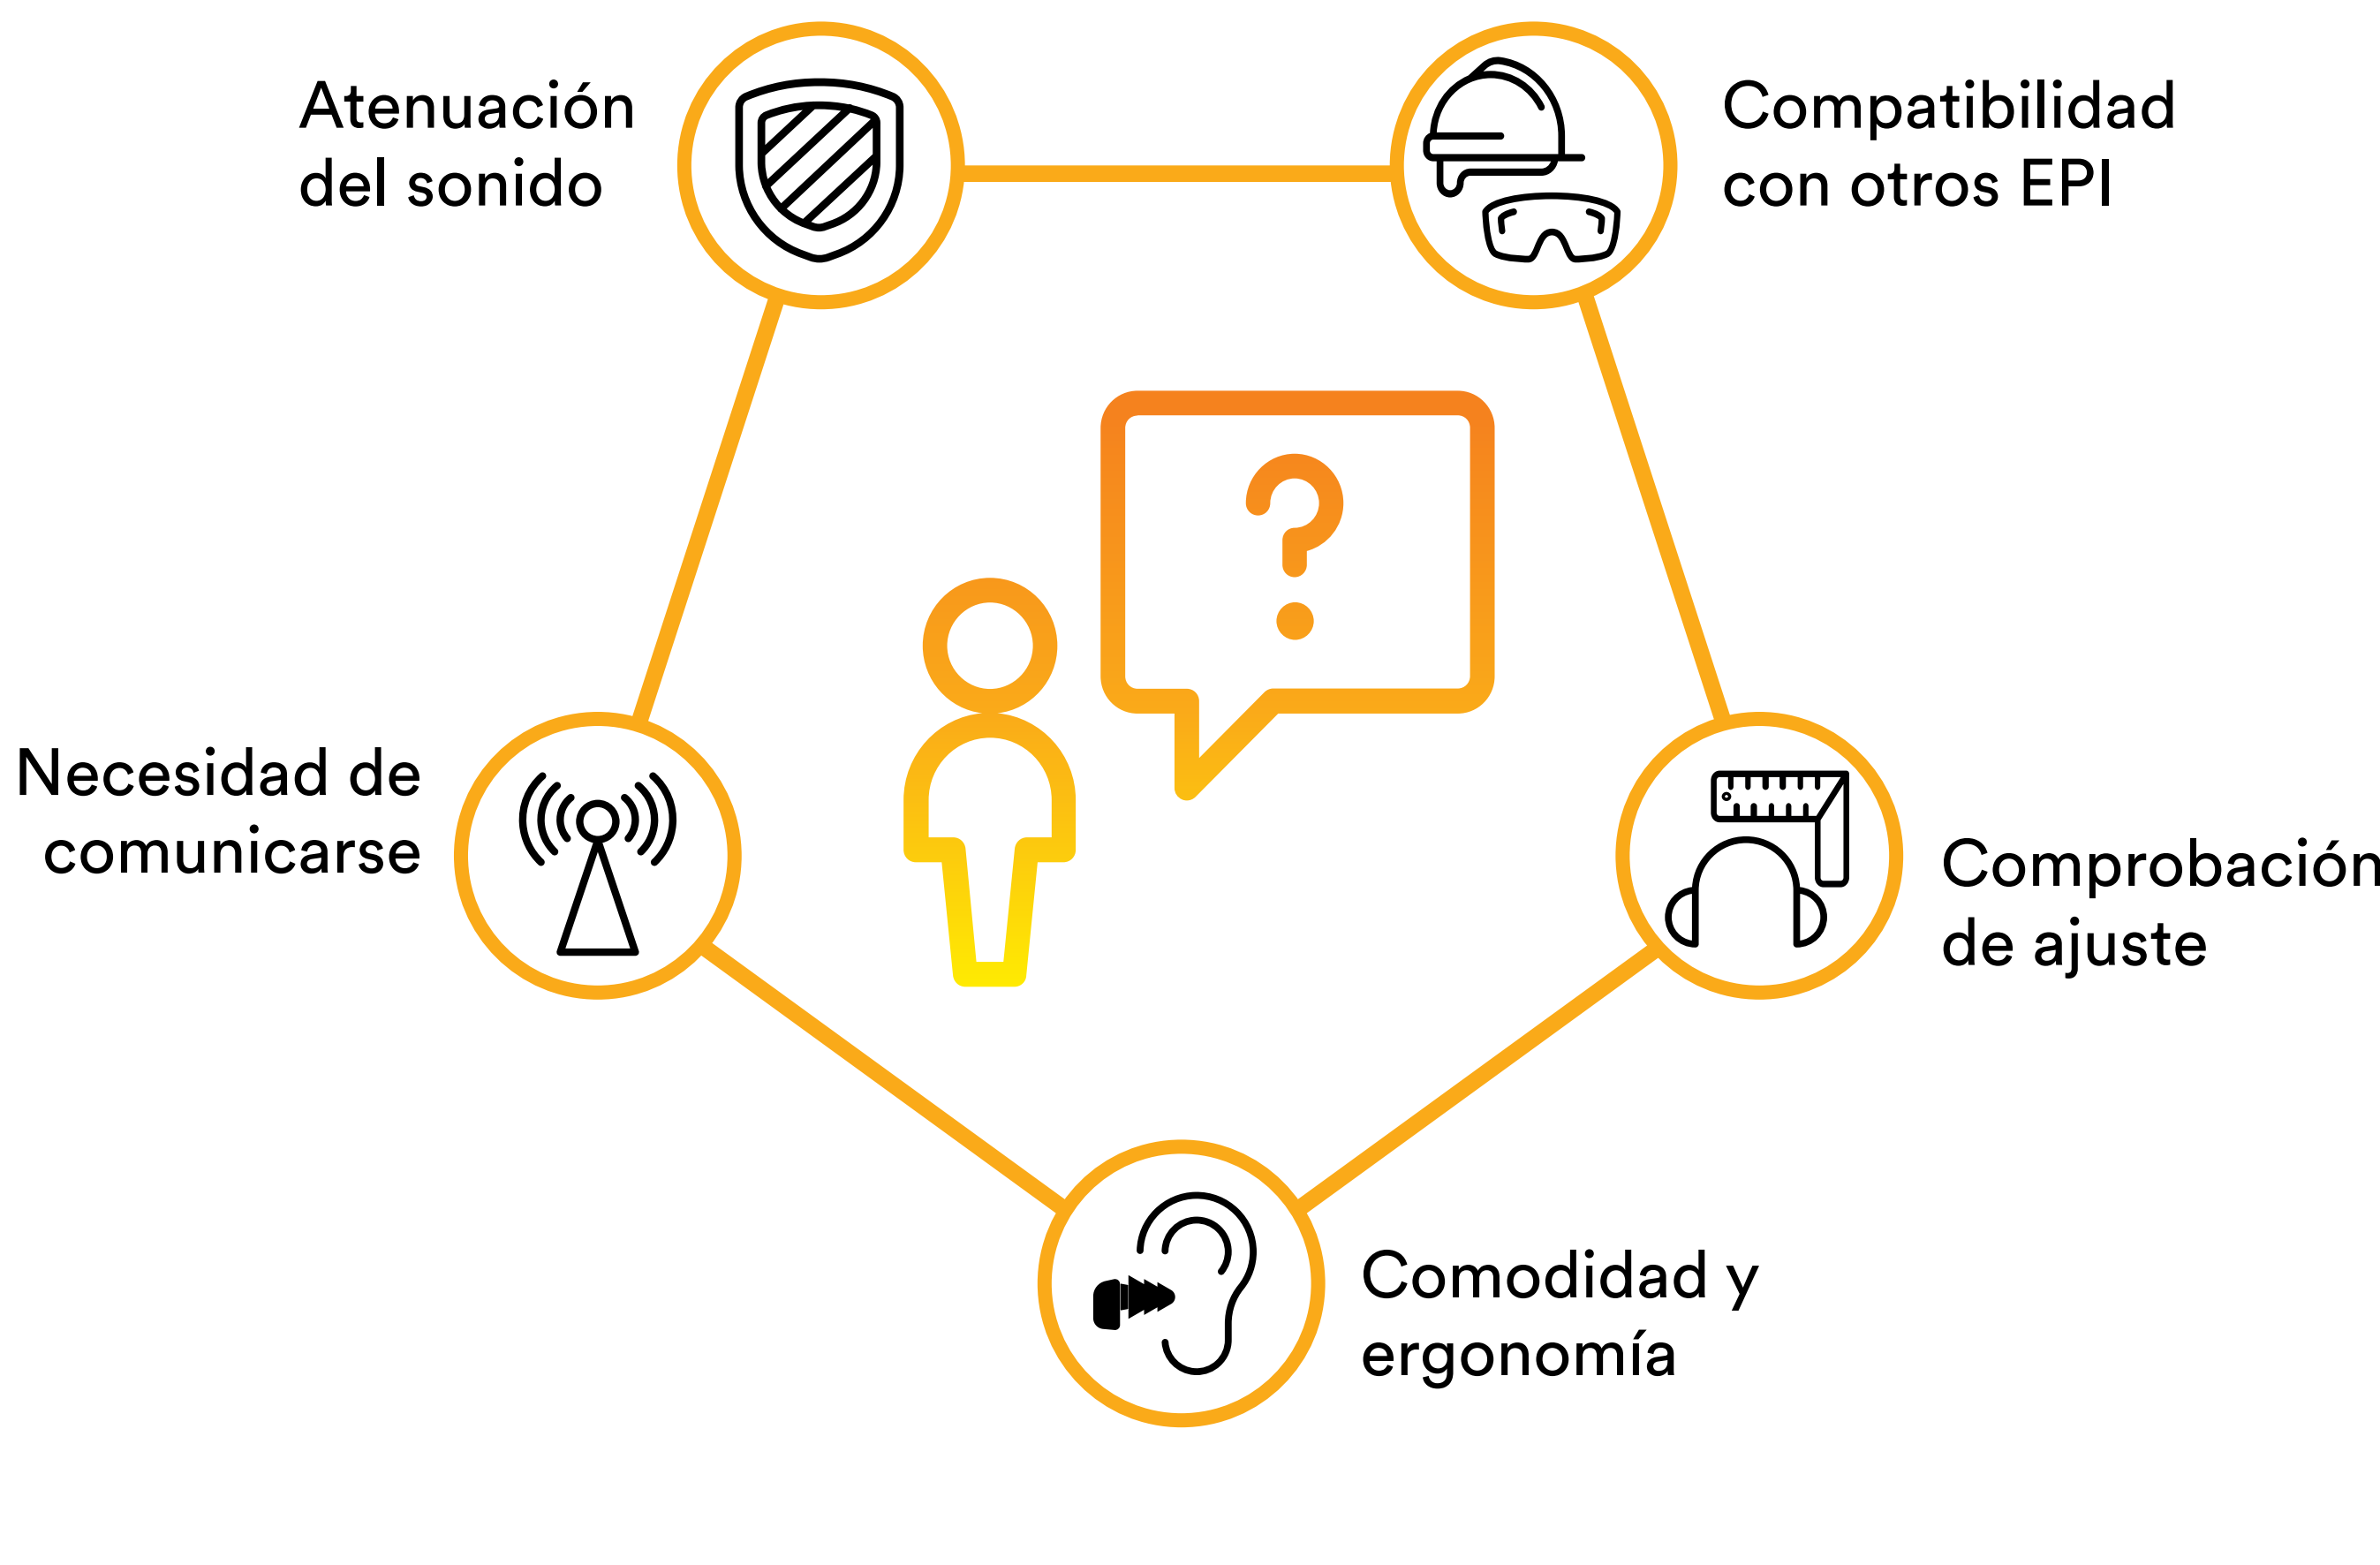 Atenuación
del sonido
Compatibilidad
con otros EPI
Necesidad de
comunicarse
Comprobación
de ajuste
Comodidad y
ergonomía
?